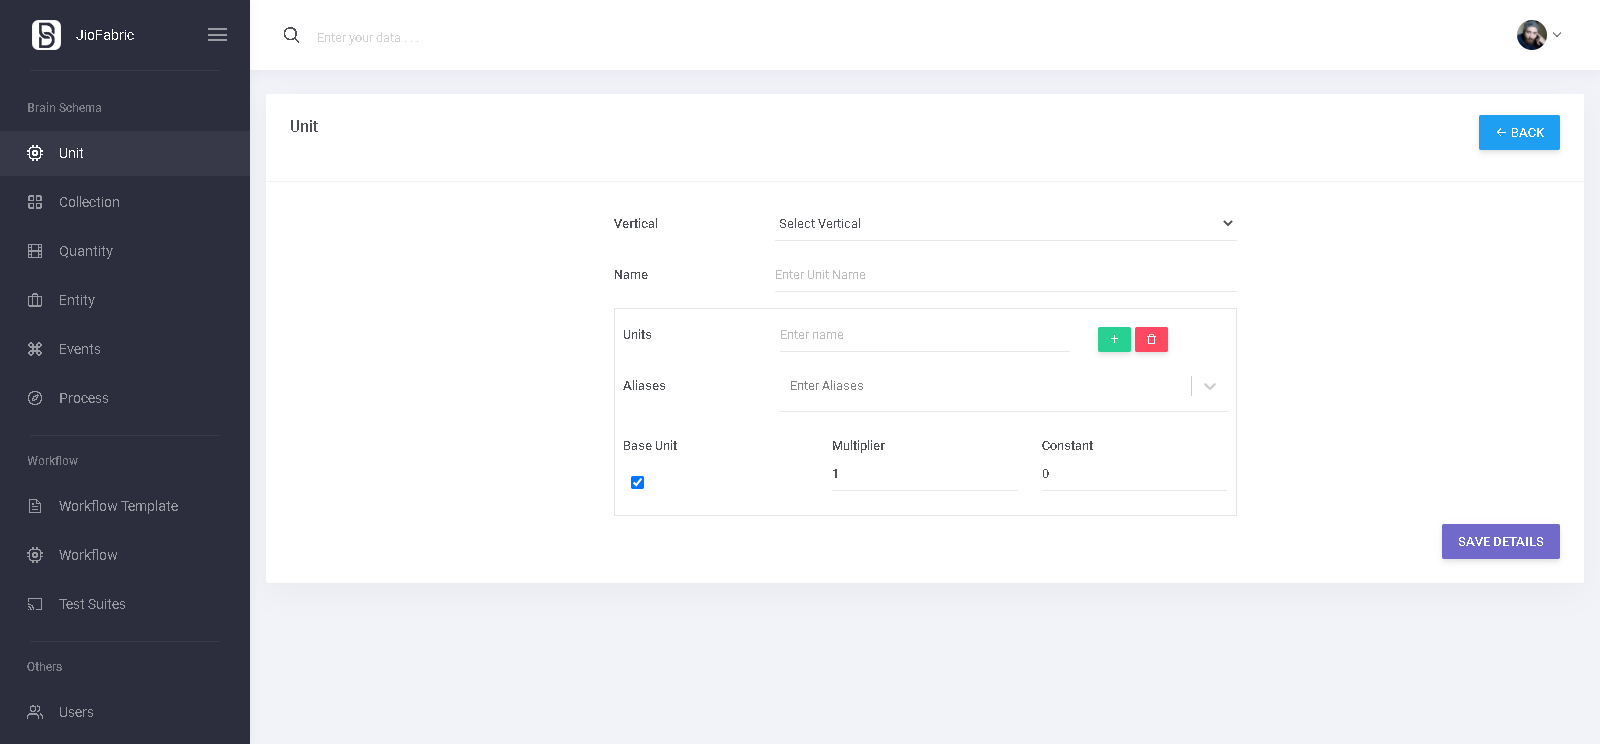 JioFabric
Enter your data . . .
Brain Schema
Unit
Collection
Quantity
Entity
Events
Process
Workflow
Workflow Template
Workflow
Test Suites
Others
Users
Unit
← BACK
Vertical Select Vertical
Name Enter Unit Name
Units Enter name +
Aliases Enter Aliases
Base Unit Multiplier Constant
1 0
SAVE DETAILS